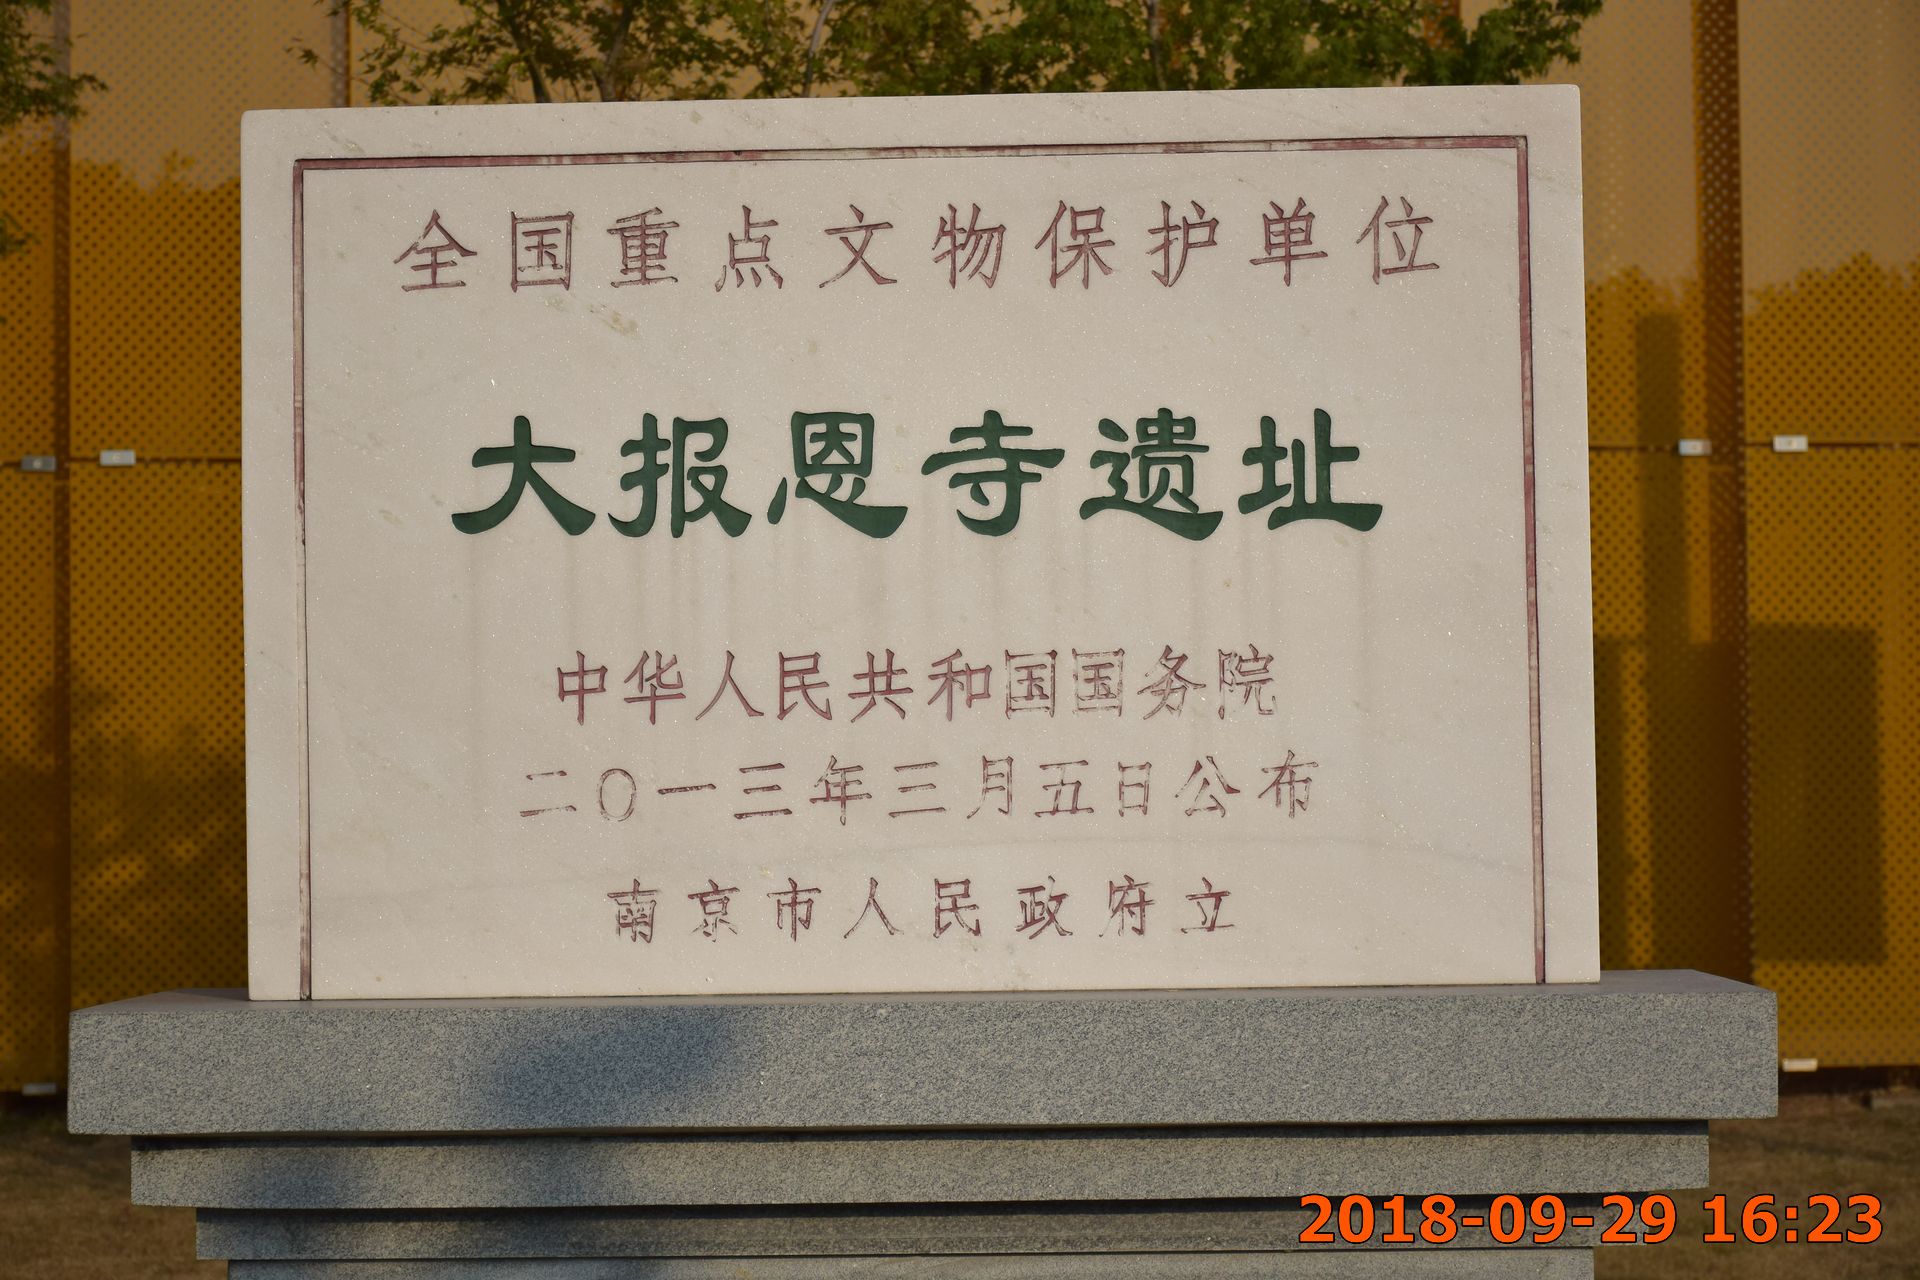 全国重点文物保护单位
大报恩寺遗址
中华人民共和国国务院
二〇一三年三月五日公布
南京市人民政府立
2018-09-29 16:23